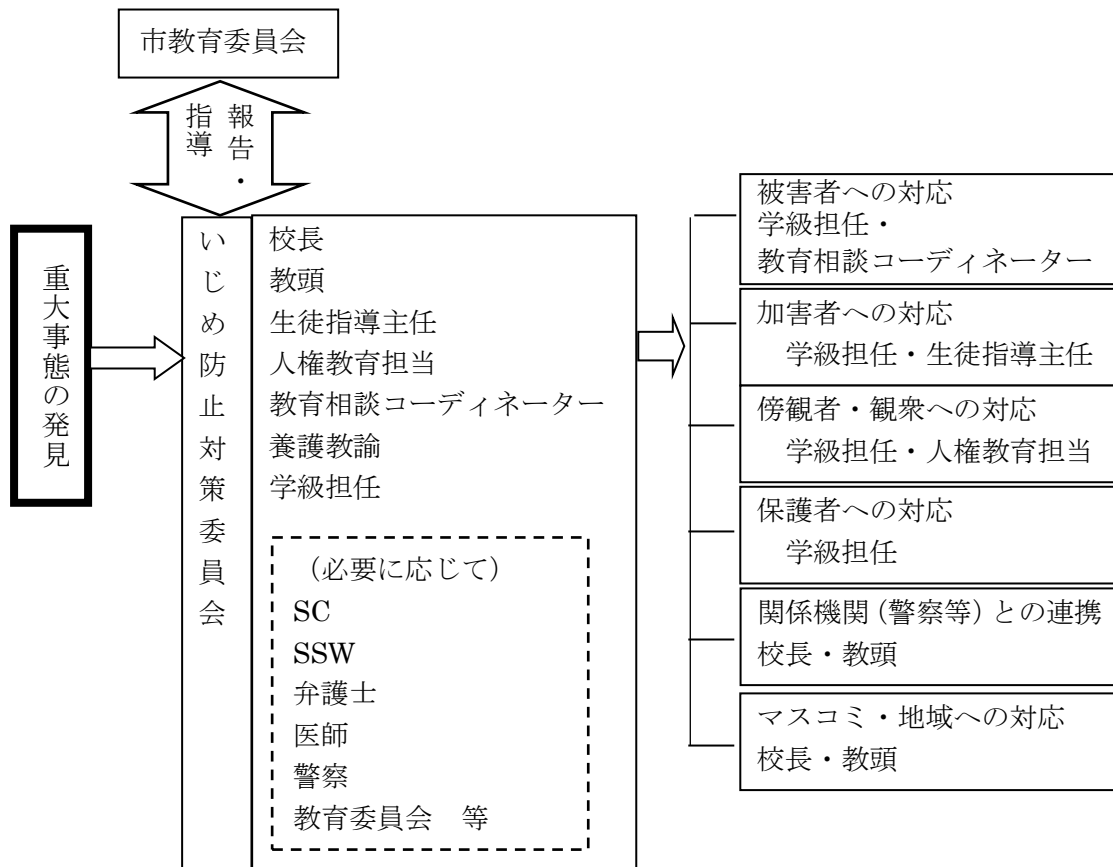 市教育委員会
報告・
指導
重大事態の発見
いじめ防止対策委員会
校長
教頭
生徒指導主任
人権教育担当
教育相談コーディネーター
養護教諭
学級担任
（必要に応じて）
SC
SSW
弁護士
医師
警察
教育委員会　等
被害者への対応
学級担任・
教育相談コーディネーター
加害者への対応
学級担任・生徒指導主任
傍観者・観衆への対応
学級担任・人権教育担当
保護者への対応
学級担任
関係機関（警察等）との連携
校長・教頭
マスコミ・地域への対応
校長・教頭